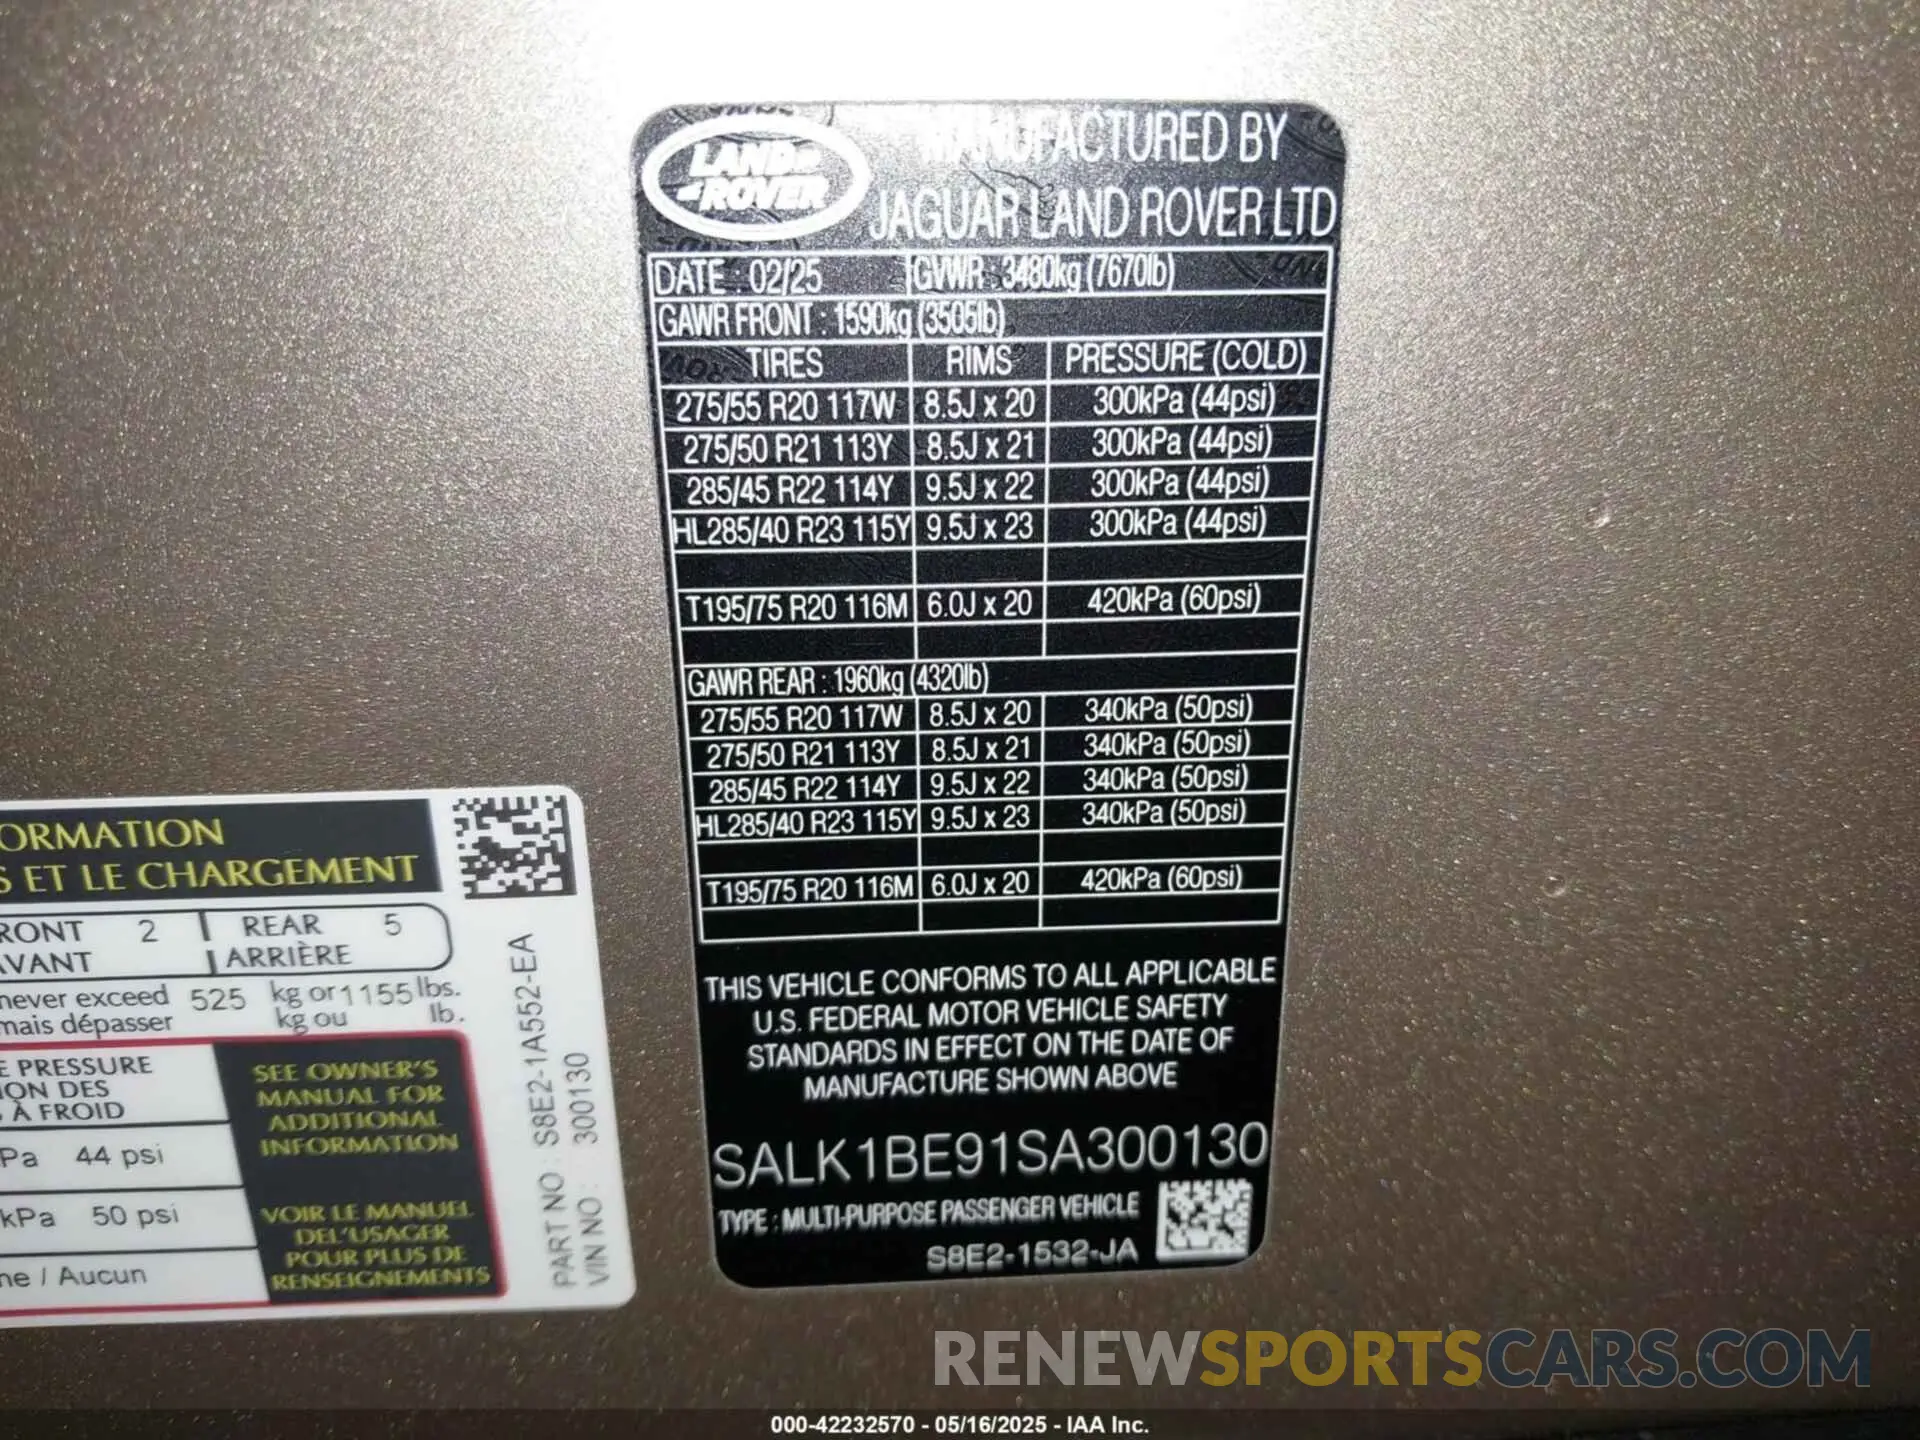 LAND
ROVER
MANUFACTURED BY
JAGUAR LAND ROVER LTD
DATE : 02/25 GVWR : 3480kg (7670lb)
GAWR FRONT : 1590kg (3505lb)
TIRES RIMS PRESSURE (COLD)
275/55 R20 117W 8.5J x 20 300kPa (44psi)
275/50 R21 113Y 8.5J x 21 300kPa (44psi)
285/45 R22 114Y 9.5J x 22 300kPa (44psi)
HL285/40 R23 115Y 9.5J x 23 300kPa (44psi)
T195/75 R20 116M 6.0J x 20 420kPa (60psi)
GAWR REAR : 1960kg (4320lb)
275/55 R20 117W 8.5J x 20 340kPa (50psi)
275/50 R21 113Y 8.5J x 21 340kPa (50psi)
285/45 R22 114Y 9.5J x 22 340kPa (50psi)
HL285/40 R23 115Y 9.5J x 23 340kPa (50psi)
T195/75 R20 116M 6.0J x 20 420kPa (60psi)
THIS VEHICLE CONFORMS TO ALL APPLICABLE
U.S. FEDERAL MOTOR VEHICLE SAFETY
STANDARDS IN EFFECT ON THE DATE OF
MANUFACTURE SHOWN ABOVE
SALK1BE91SA300130
TYPE : MULTI-PURPOSE PASSENGER VEHICLE
S8E2-1532-JA
ORMATION
S ET LE CHARGEMENT
RONT 2 REAR 5
AVANT ARRIÈRE
never exceed 525 kg or 1155 lbs.
mais dépasser kg ou lb.
E PRESSURE
ION DES
À FROID
Pa 44 psi
kPa 50 psi
ne / Aucun
SEE OWNER'S
MANUAL FOR
ADDITIONAL
INFORMATION
VOIR LE MANUEL
DEL'USAGER
POUR PLUS DE
RENSEIGNEMENTS
PART NO : S8E2-1A552-EA
VIN NO : 300130
RENEWSPORTSCARS.COM
000-42232570 - 05/16/2025 - IAA Inc.